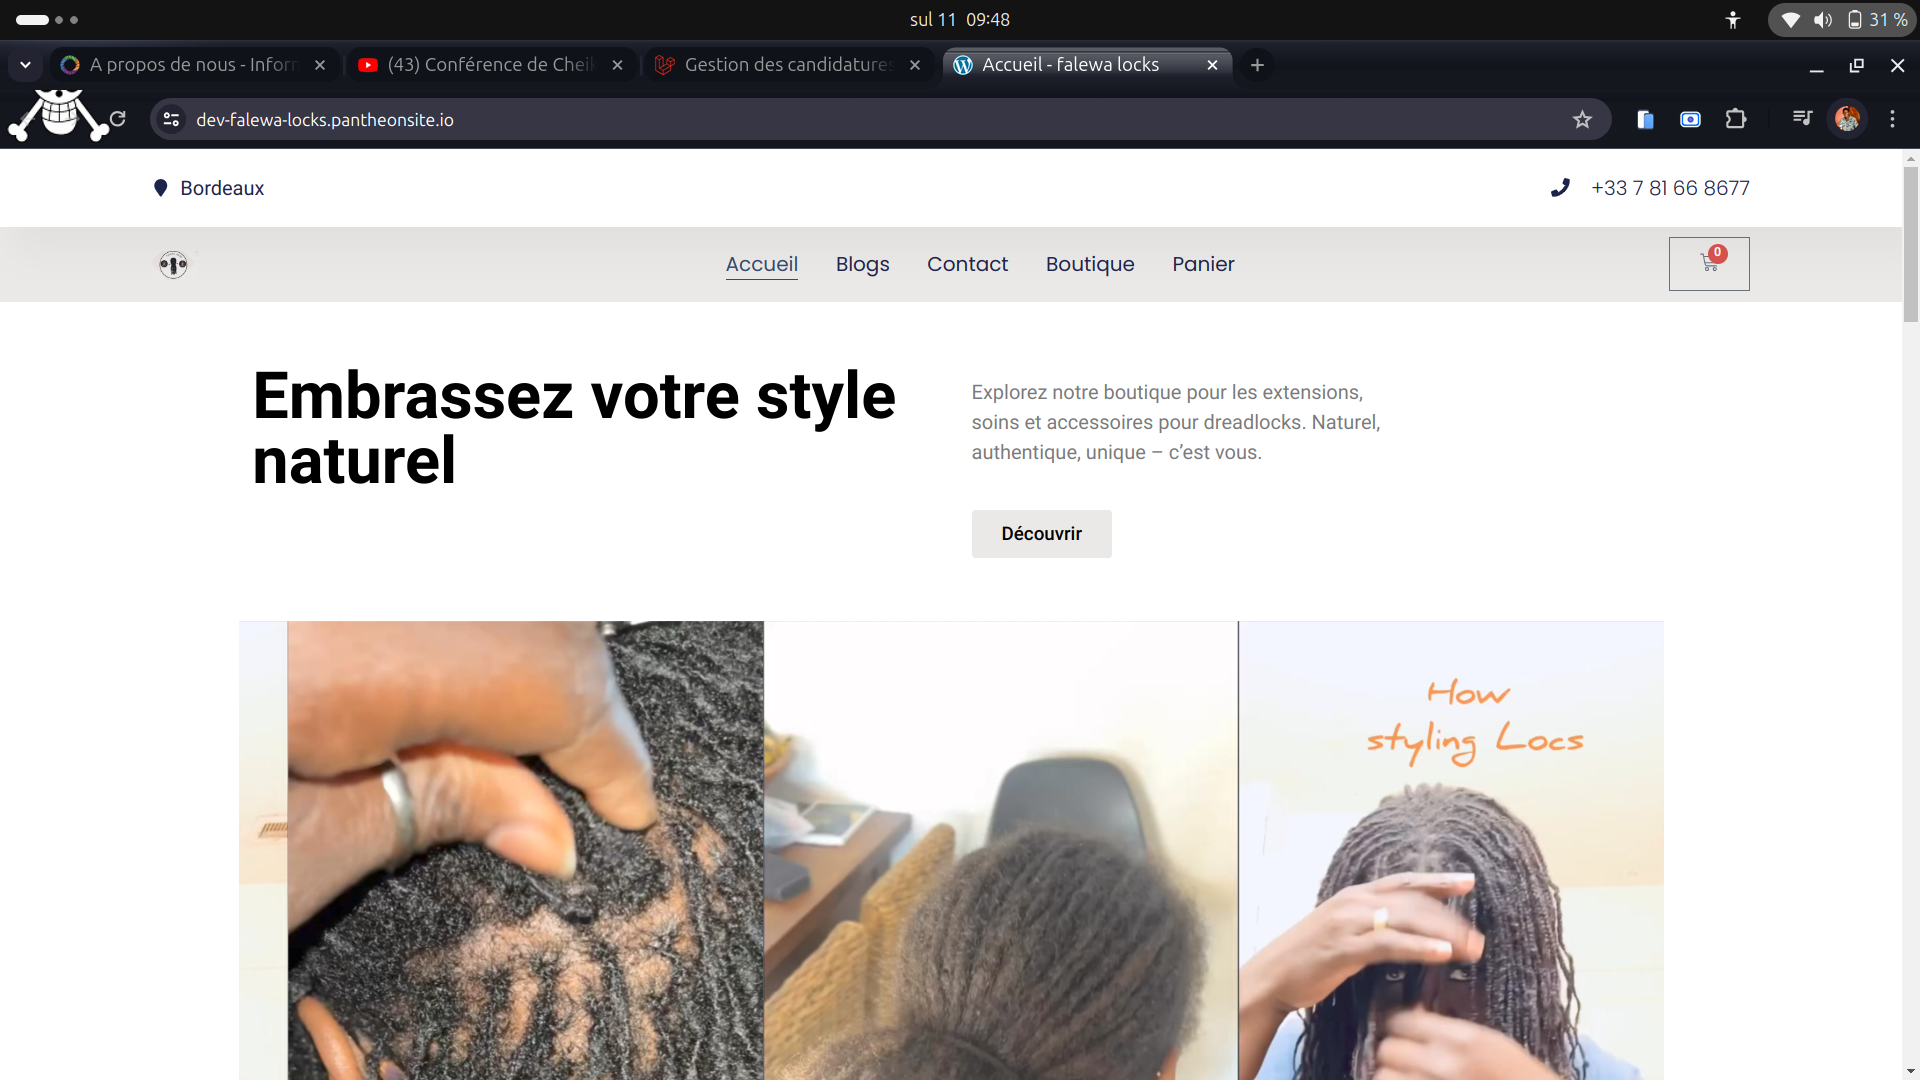 sul 11 09:48
31 %
A propos de nous - Inforr
(43) Conférence de Cheik
Gestion des candidatures
Accueil - falewa locks
dev-falewa-locks.pantheonsite.io
Bordeaux
+33 7 81 66 8677
Accueil Blogs Contact Boutique Panier
0
Embrassez votre style
naturel
Explorez notre boutique pour les extensions,
soins et accessoires pour dreadlocks. Naturel,
authentique, unique – c’est vous.
Découvrir
How
styling Locs